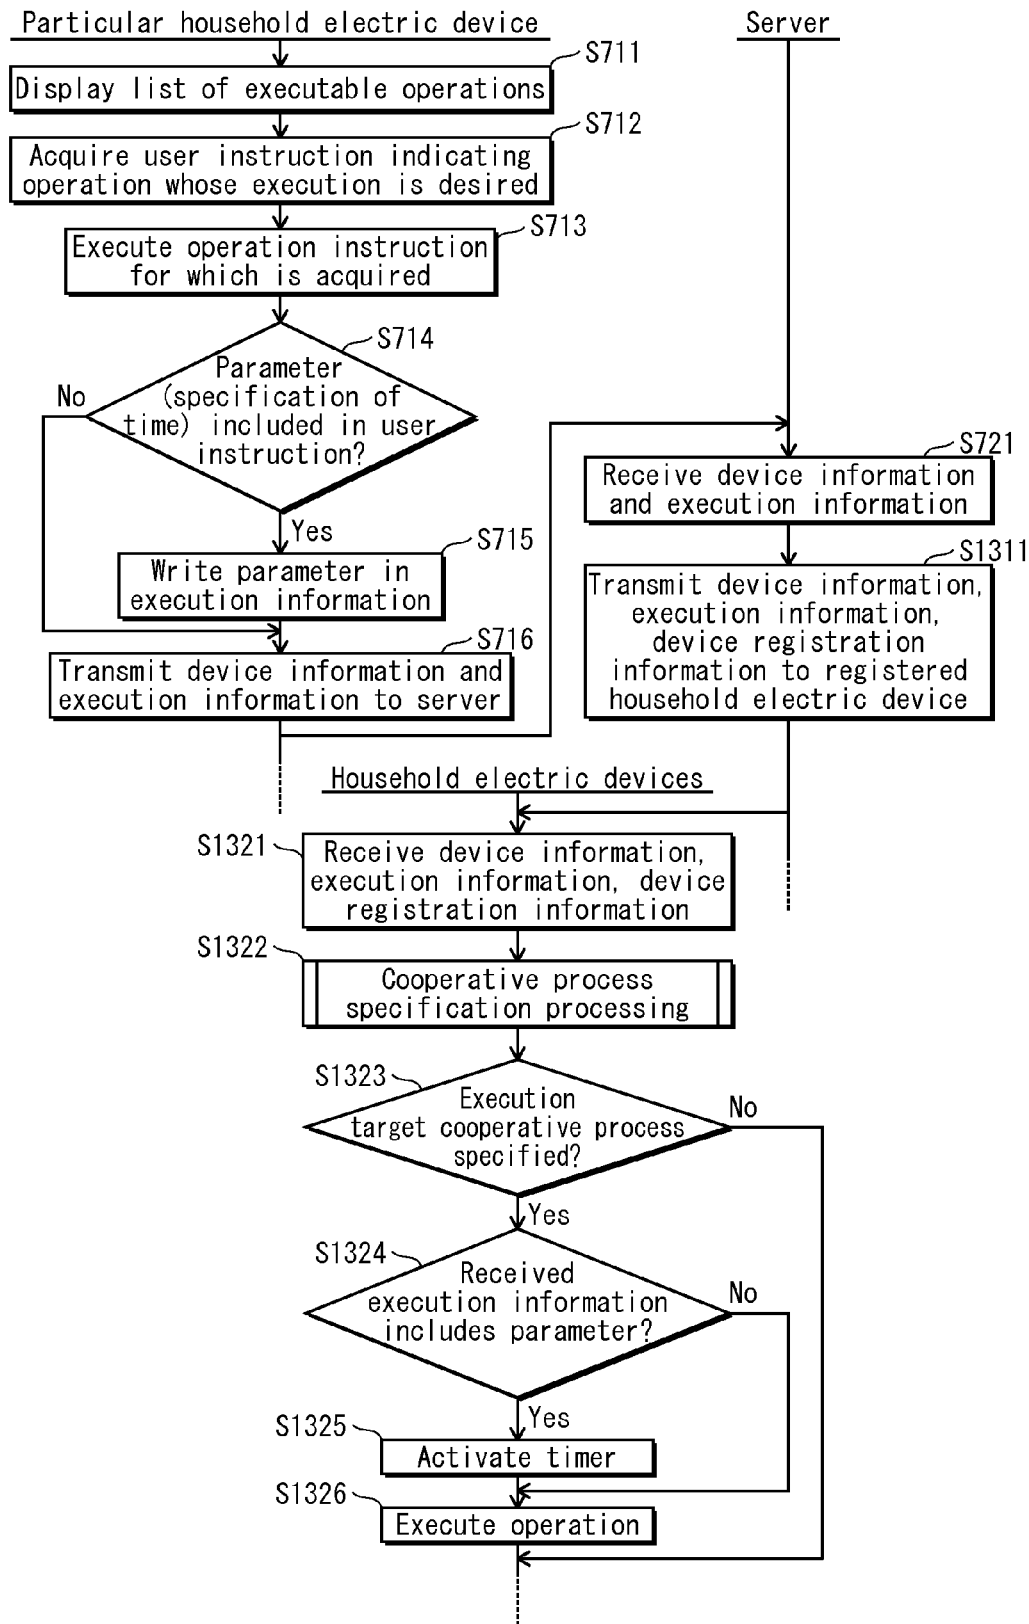 Particular household electric device
Server
S711
Display list of executable operations
S712
Acquire user instruction indicating
operation whose execution is desired
S713
Execute operation instruction
for which is acquired
S714
Parameter
(specification of
time) included in user
instruction?
No
Yes
S715
Write parameter in
execution information
S716
Transmit device information and
execution information to server
S721
Receive device information
and execution information
S1311
Transmit device information,
execution information,
device registration
information to registered
household electric device
Household electric devices
S1321
Receive device information,
execution information, device
registration information
S1322
Cooperative process
specification processing
S1323
Execution
target cooperative process
specified?
No
Yes
S1324
Received
execution information
includes parameter?
No
Yes
S1325
Activate timer
S1326
Execute operation